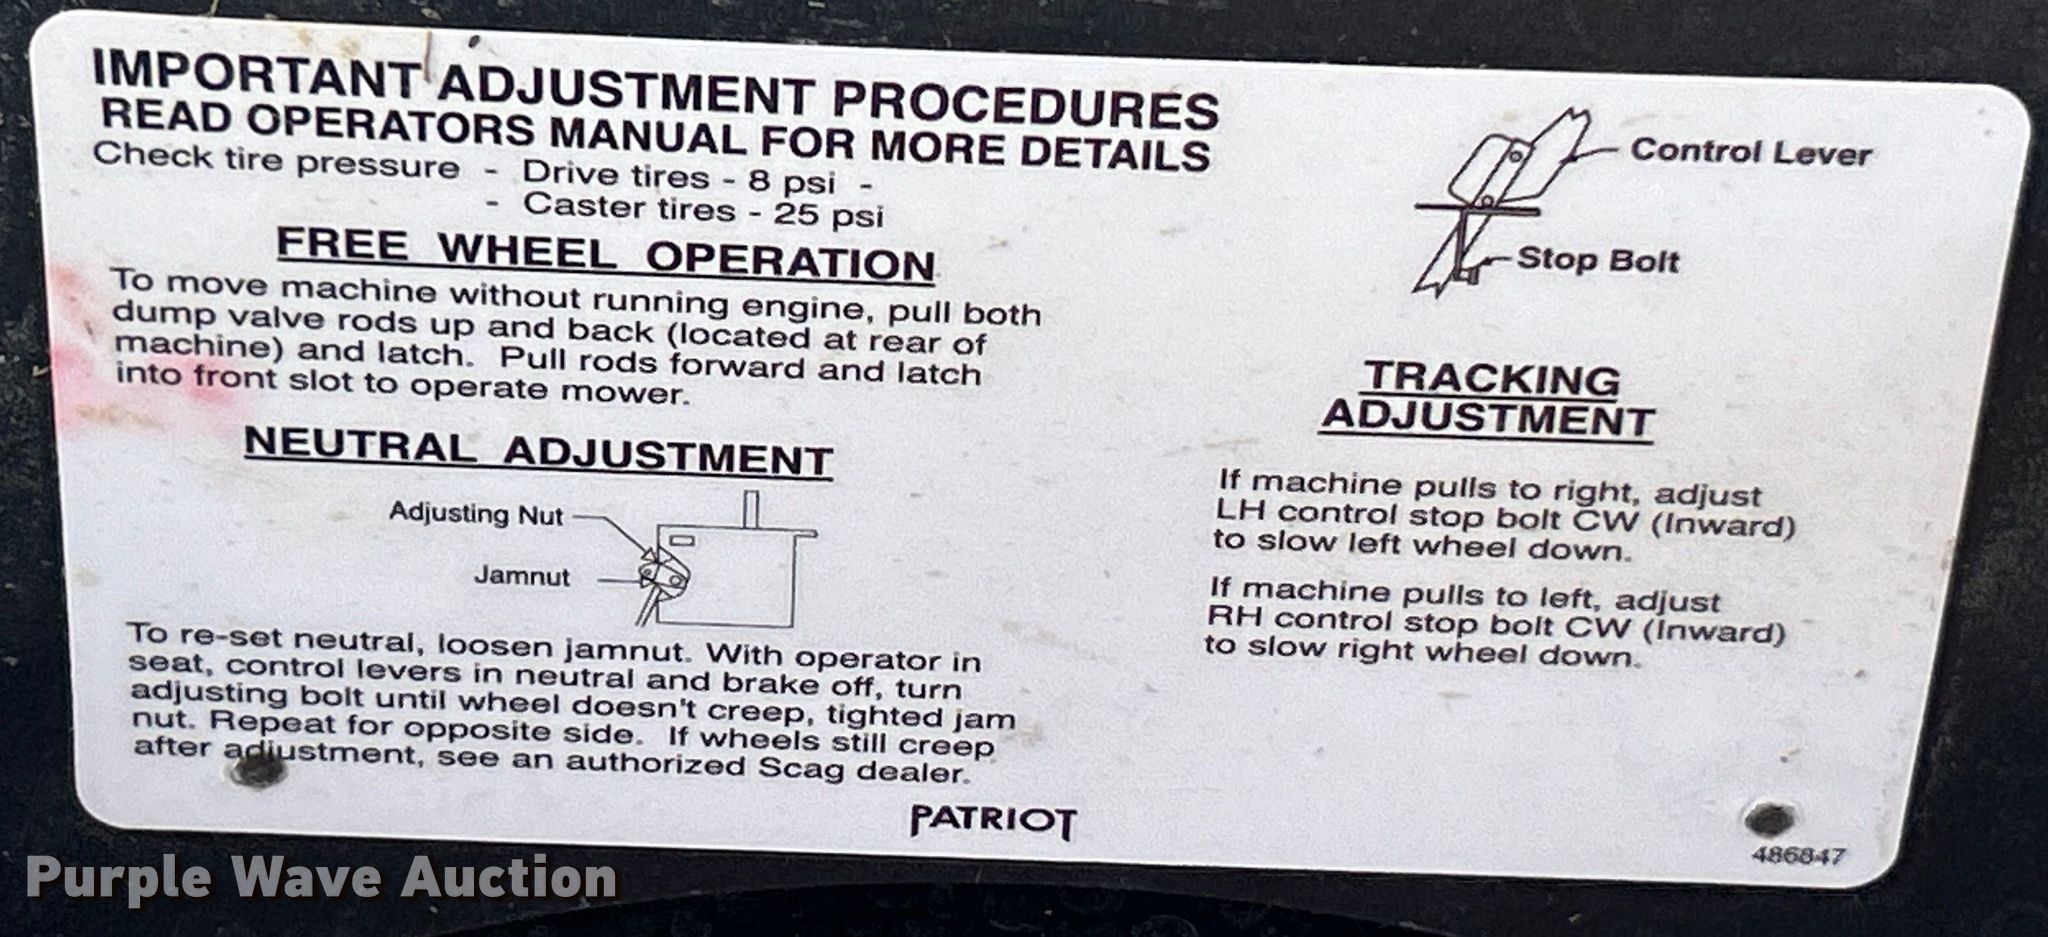 IMPORTANT ADJUSTMENT PROCEDURES
READ OPERATORS MANUAL FOR MORE DETAILS
Check tire pressure - Drive tires - 8 psi -
- Caster tires - 25 psi
FREE WHEEL OPERATION
To move machine without running engine, pull both
dump valve rods up and back (located at rear of
machine) and latch. Pull rods forward and latch
into front slot to operate mower.
NEUTRAL ADJUSTMENT
Adjusting Nut
Jamnut
To re-set neutral, loosen jamnut. With operator in
seat, control levers in neutral and brake off, turn
adjusting bolt until wheel doesn't creep, tighted jam
nut. Repeat for opposite side. If wheels still creep
after adjustment, see an authorized Scag dealer.
Control Lever
Stop Bolt
TRACKING
ADJUSTMENT
If machine pulls to right, adjust
LH control stop bolt CW (Inward)
to slow left wheel down.
If machine pulls to left, adjust
RH control stop bolt CW (Inward)
to slow right wheel down.
PATRIOT
486847
Purple Wave Auction